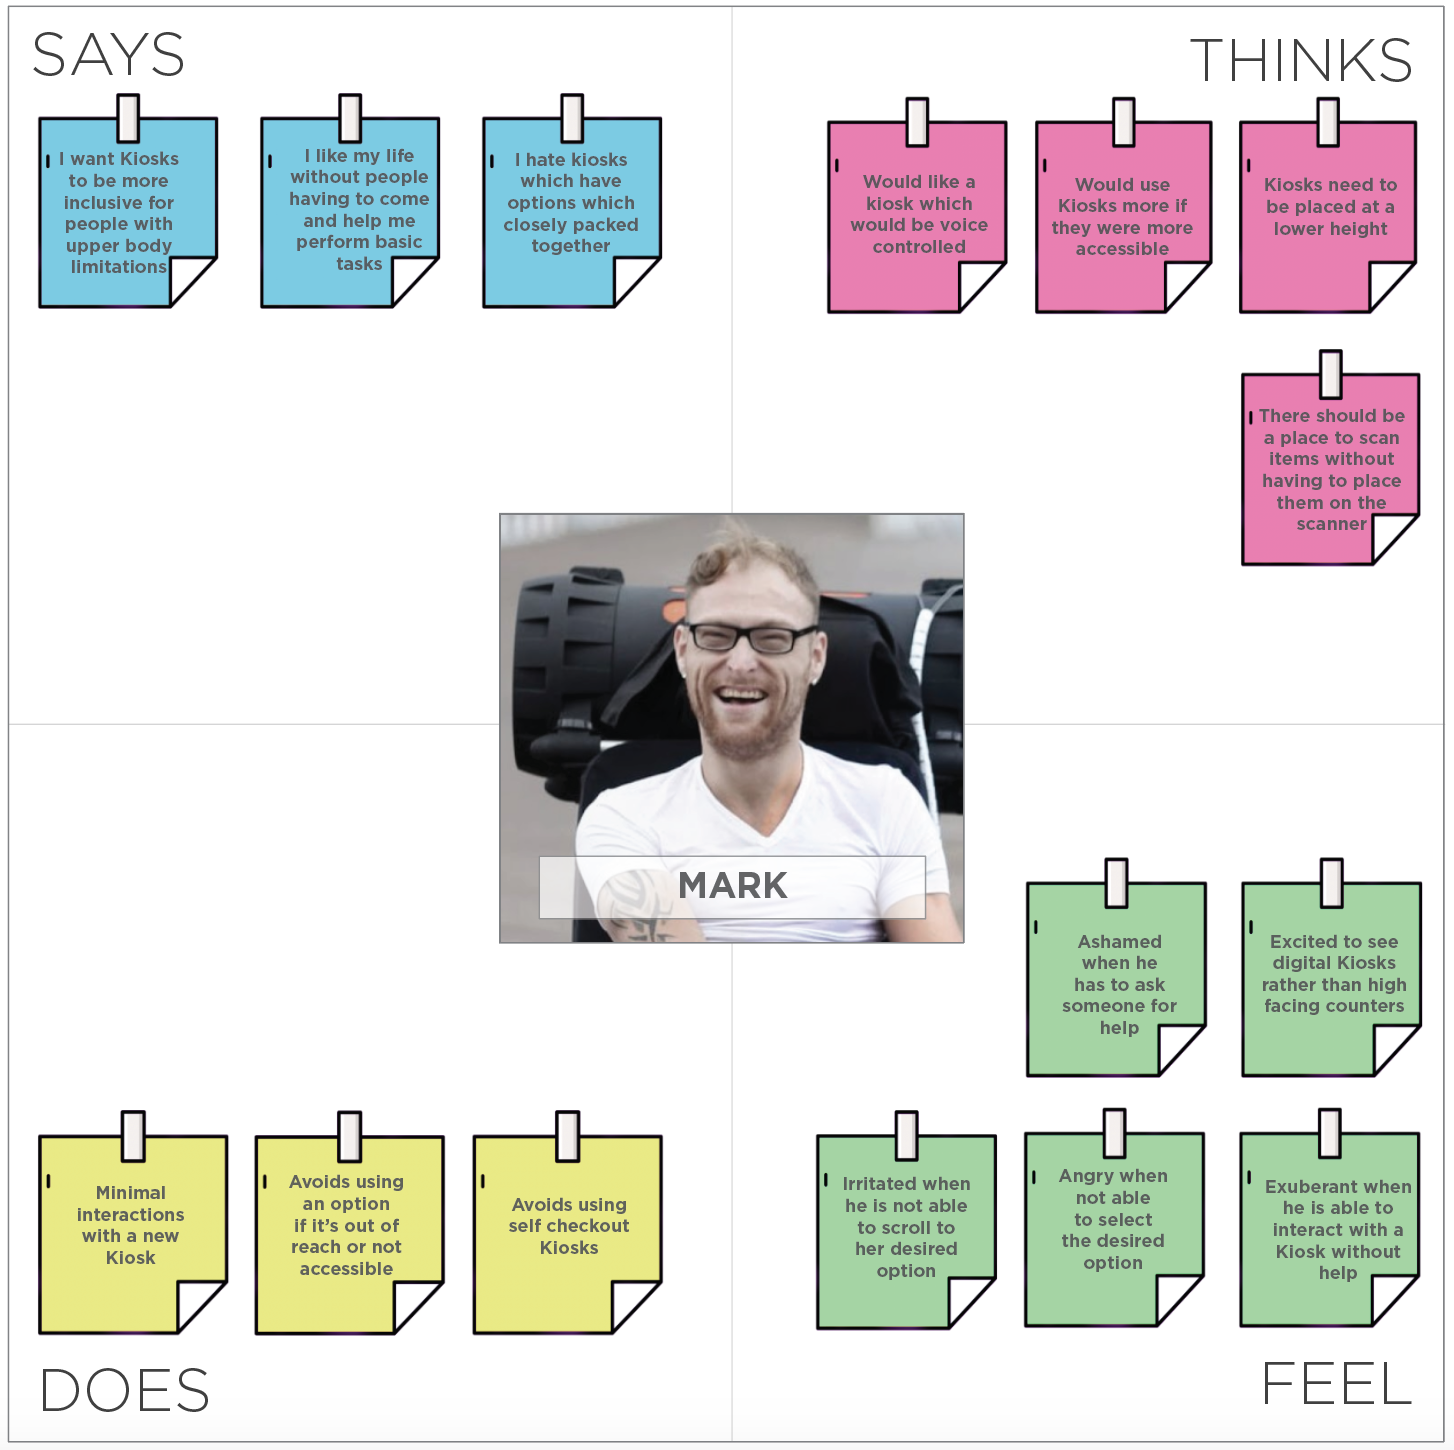 SAYS
I want Kiosks
to be more
inclusive for
people with
upper body
limitations
I like my life
without people
having to come
and help me
perform basic
tasks
I hate kiosks
which have
options which
closely packed
together
THINKS
Would like a
kiosk which
would be voice
controlled
Would use
Kiosks more if
they were more
accessible
Kiosks need to
be placed at a
lower height
There should be
a place to scan
items without
having to place
them on the
scanner
MARK
Minimal
interactions
with a new
Kiosk
Avoids using
an option
if it’s out of
reach or not
accessible
Avoids using
self checkout
Kiosks
DOES
Ashamed
when he
has to ask
someone for
help
Excited to see
digital Kiosks
rather than high
facing counters
Irritated when
he is not able
to scroll to
her desired
option
Angry when
not able
to select
the desired
option
Exuberant when
he is able to
interact with a
Kiosk without
help
FEEL